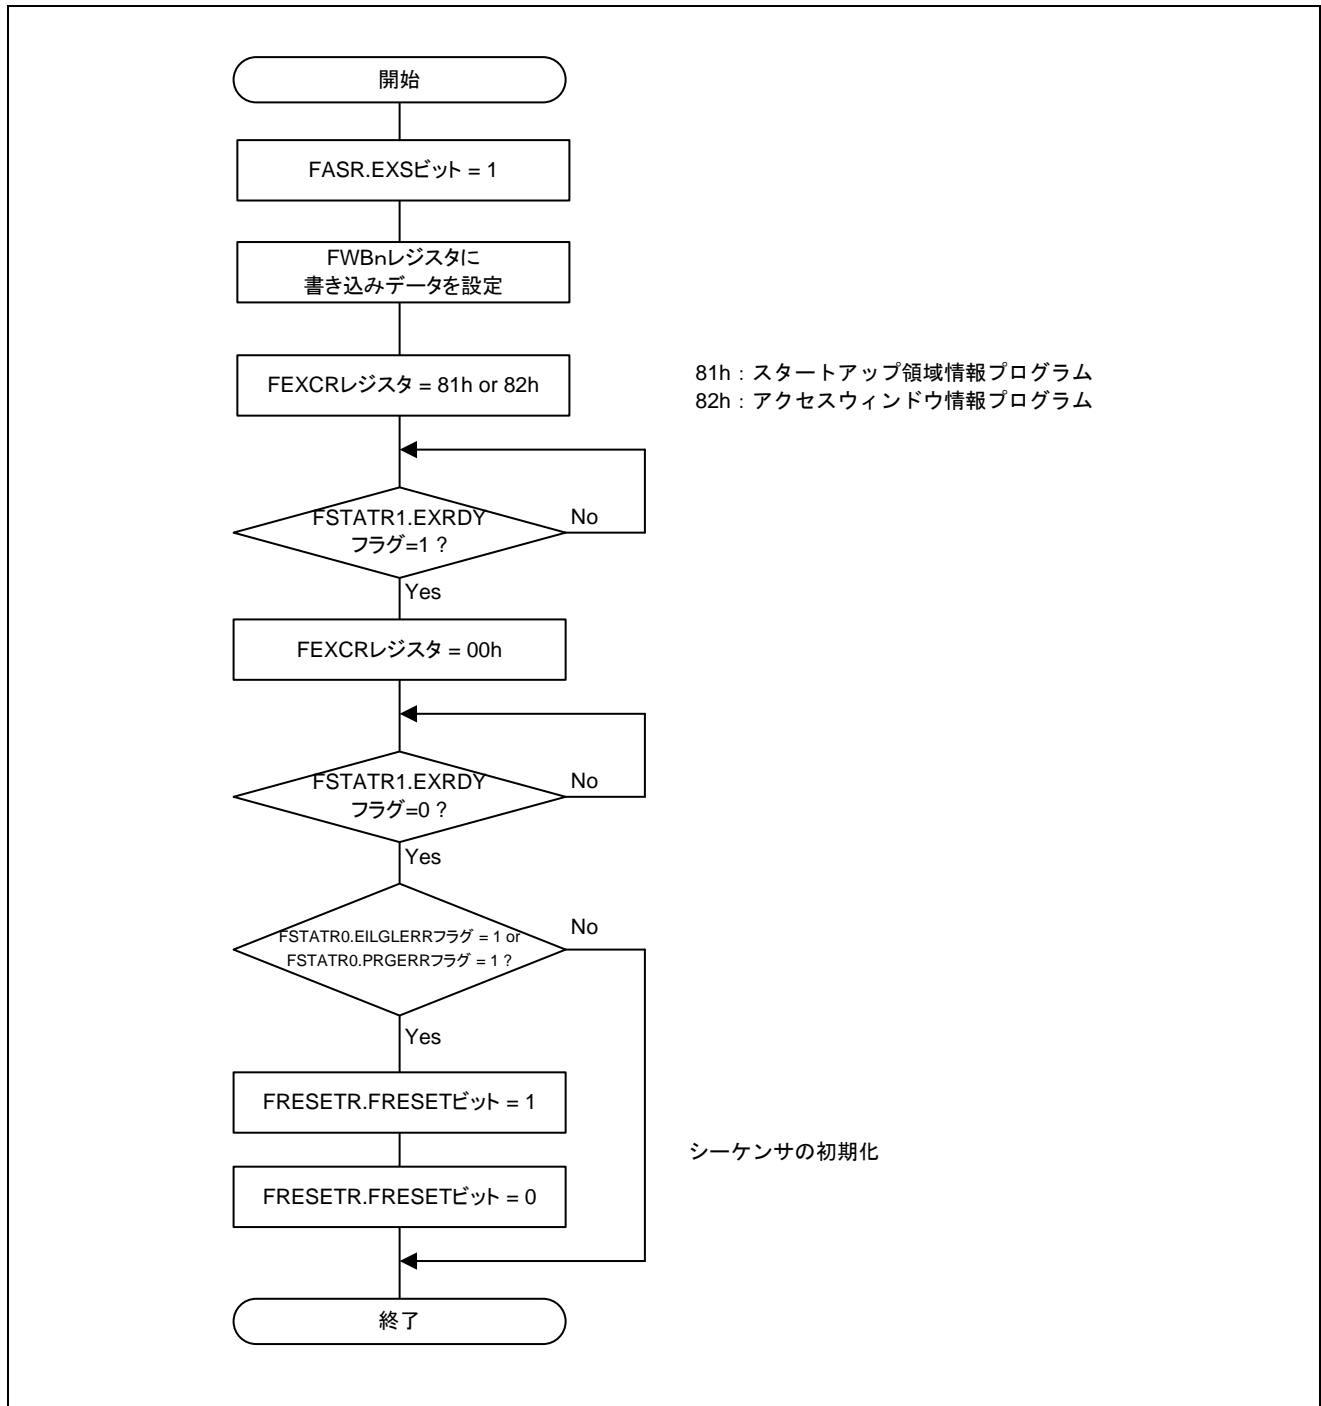 開始
FASR.EXSビット = 1
FWBnレジスタに
書き込みデータを設定
FEXCRレジスタ = 81h or 82h
81h：スタートアップ領域情報プログラム
82h：アクセスウィンドウ情報プログラム
FSTATR1.EXRDY
フラグ=1 ?
No
Yes
FEXCRレジスタ = 00h
FSTATR1.EXRDY
フラグ=0 ?
No
Yes
FSTATR0.EILGLERRフラグ = 1 or
FSTATR0.PRGERRフラグ = 1 ?
No
Yes
FRESETR.FRESETビット = 1
シーケンサの初期化
FRESETR.FRESETビット = 0
終了